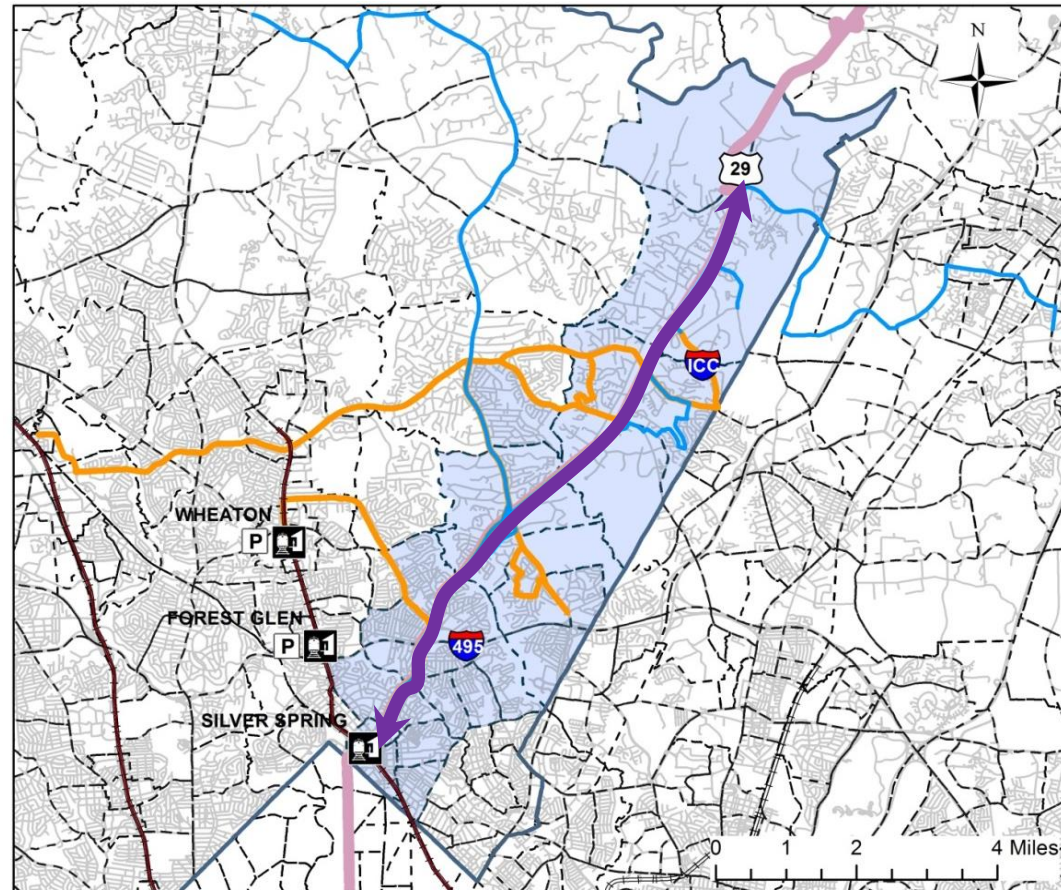 N
29
ICC
WHEATON
P
FOREST GLEN
P
495
SILVER SPRING
0 1 2 4 Miles